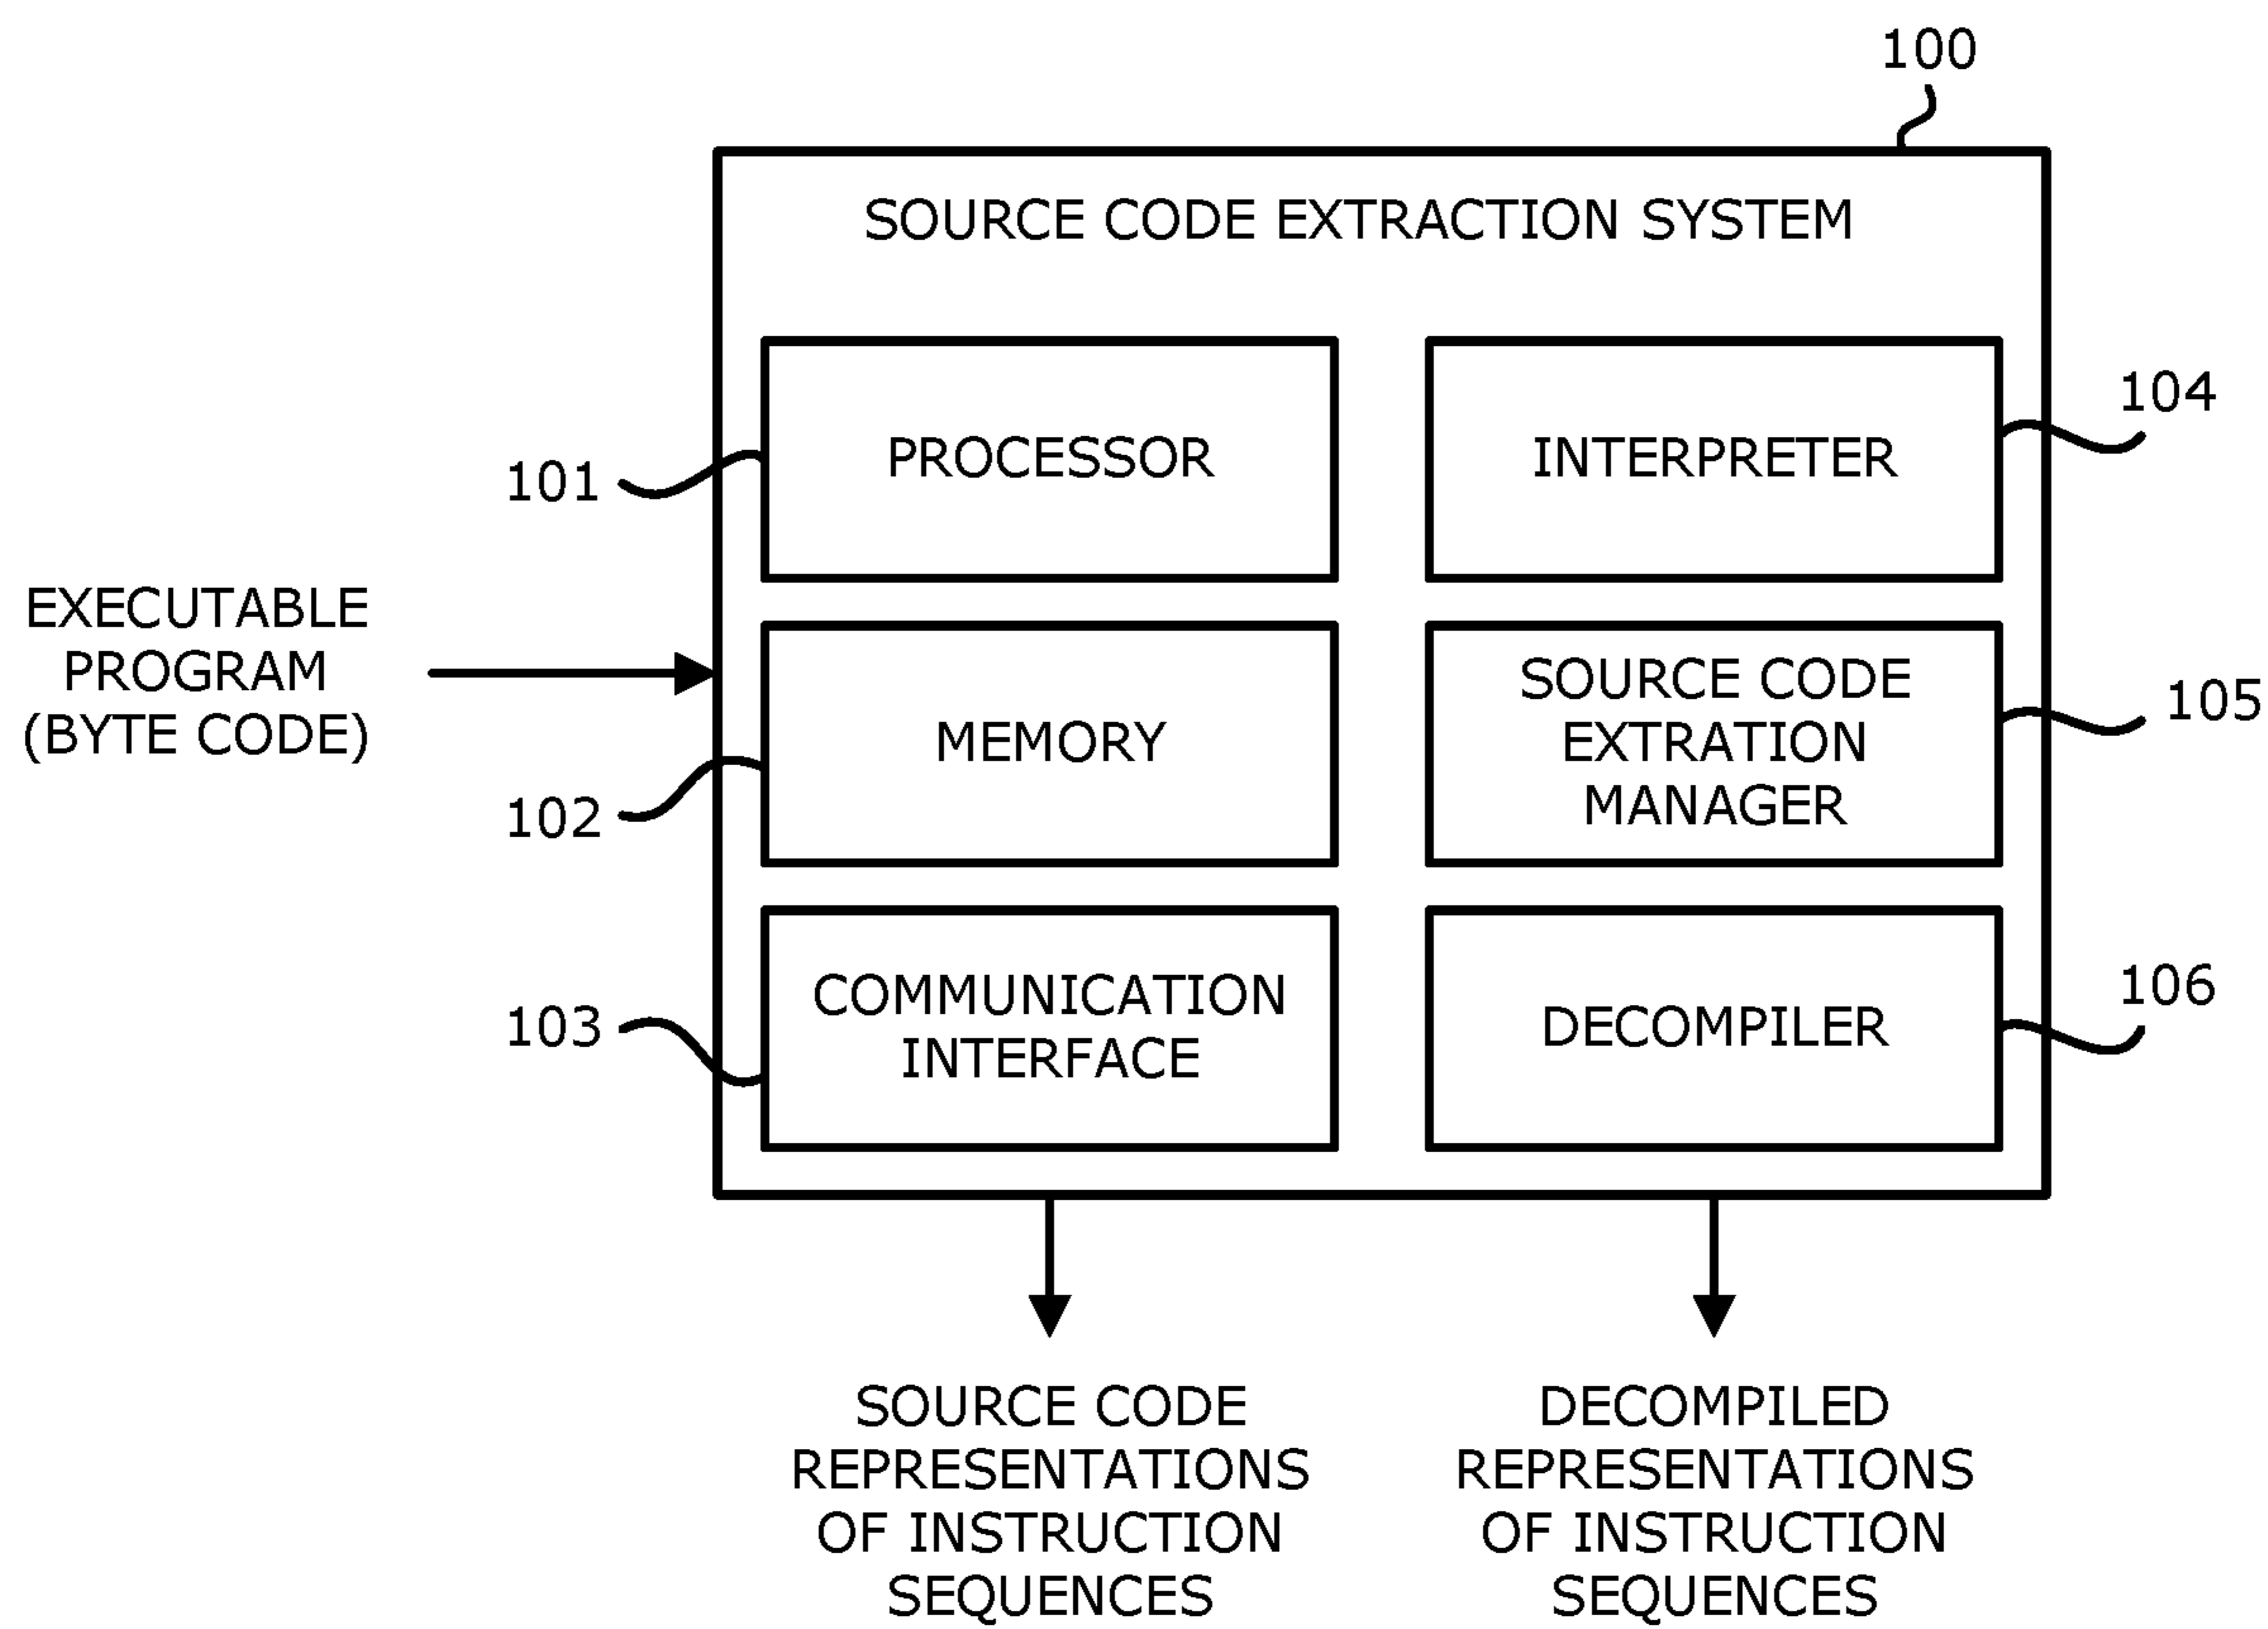 100
SOURCE CODE EXTRACTION SYSTEM
PROCESSOR
101
INTERPRETER
104
EXECUTABLE
PROGRAM
(BYTE CODE)
MEMORY
102
SOURCE CODE
EXTRATION
MANAGER
105
COMMUNICATION
INTERFACE
103
DECOMPILER
106
SOURCE CODE
REPRESENTATIONS
OF INSTRUCTION
SEQUENCES
DECOMPILED
REPRESENTATIONS
OF INSTRUCTION
SEQUENCES